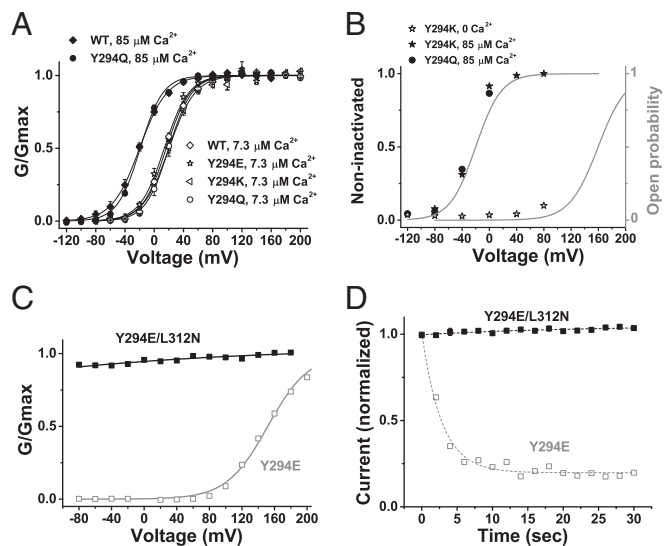 A
WT, 85 μM Ca2+
Y294Q, 85 μM Ca2+
1.0
0.5
0.0
G/Gmax
WT, 7.3 μM Ca2+
Y294E, 7.3 μM Ca2+
Y294K, 7.3 μM Ca2+
Y294Q, 7.3 μM Ca2+
-120 -80 -40 0 40 80 120 160 200
Voltage (mV)
B
Y294K, 0 Ca2+
Y294K, 85 μM Ca2+
Y294Q, 85 μM Ca2+
1.0
0.5
0.0
Non-inactivated
1
0
Open probability
-120 -80 -40 0 40 80 120 160 200
Voltage (mV)
C
Y294E/L312N
1.0
0.5
0.0
G/Gmax
Y294E
-80 -40 0 40 80 120 160 200
Voltage (mV)
D
Y294E/L312N
1.0
0.5
0.0
Current (normalized)
Y294E
0 5 10 15 20 25 30
Time (sec)